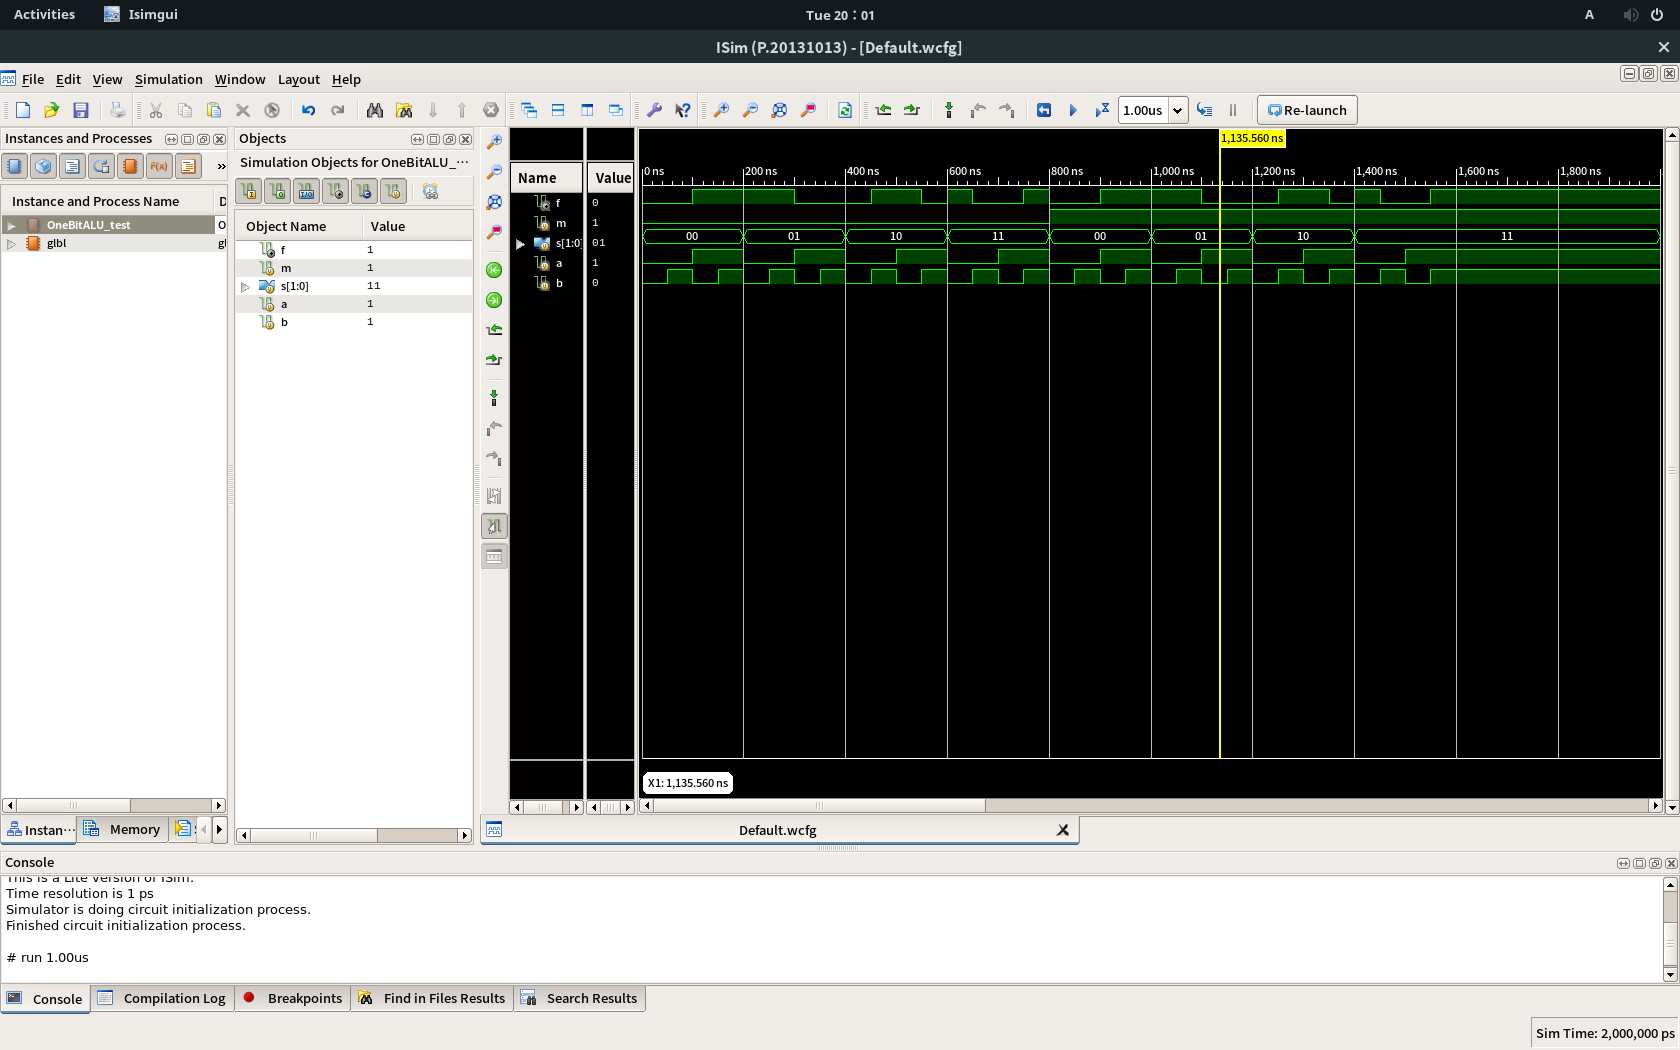 Activities Isimgui Tue 20:01 A
ISim (P.20131013) - [Default.wcfg]
File Edit View Simulation Window Layout Help
1.00us Re-launch
Instances and Processes
F(x)
»
Instance and Process Name D
OneBitALU_test O
glbl gl
Instan···
Memory
Objects
Simulation Objects for OneBitALU_···
Object Name Value
f 1
m 1
s[1:0] 11
a 1
b 1
Name Value
f 0
m 1
s[1:0] 01
a 1
b 0
1,135.560 ns
0 ns 200 ns 400 ns 600 ns 800 ns 1,000 ns 1,200 ns 1,400 ns 1,600 ns 1,800 ns
00 01 10 11 00 01 10 11
X1: 1,135.560 ns
Default.wcfg
Console
This is a Lite version of ISim.
Time resolution is 1 ps
Simulator is doing circuit initialization process.
Finished circuit initialization process.
# run 1.00us
Console Compilation Log Breakpoints Find in Files Results Search Results
Sim Time: 2,000,000 ps